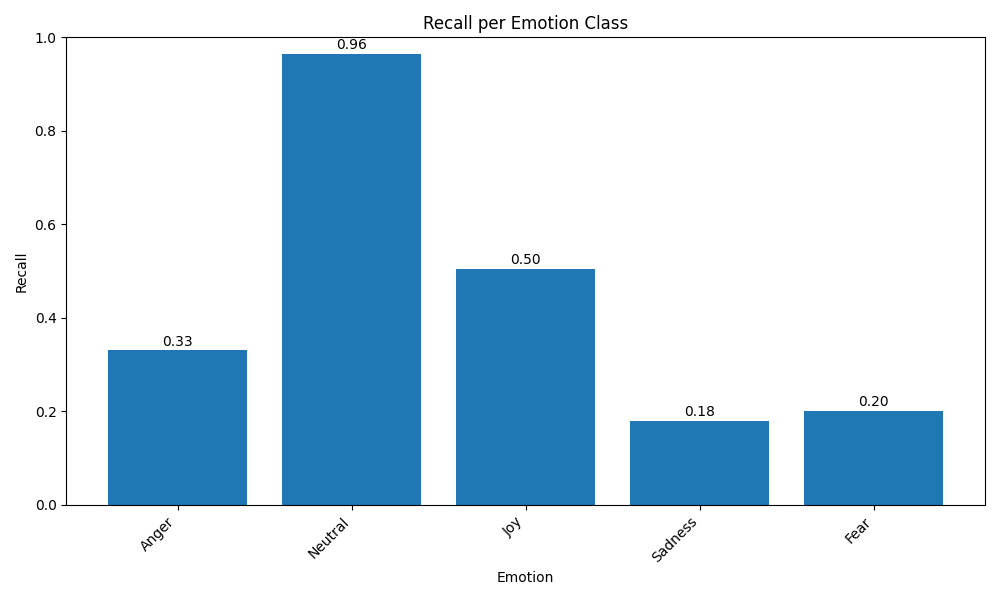 Recall per Emotion Class
1.0
0.8
0.6
0.4
0.2
0.0
Recall
0.33
0.96
0.50
0.18
0.20
Anger
Neutral
Joy
Sadness
Fear
Emotion